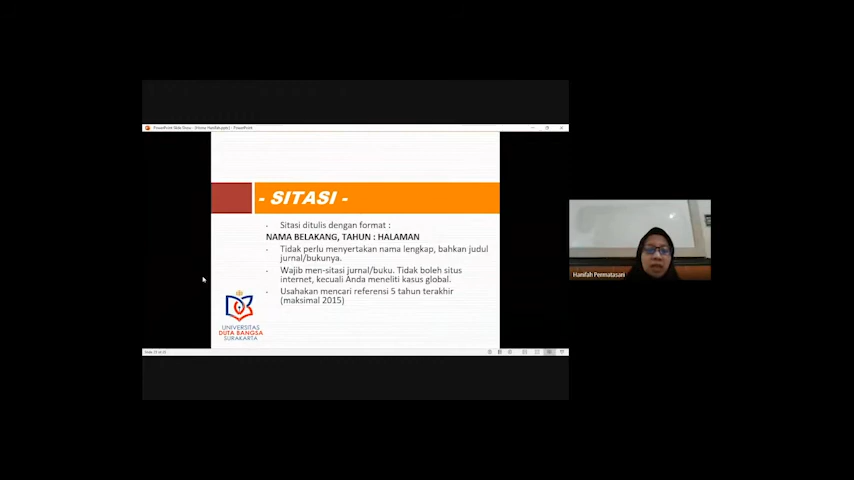 - SITASI -
Sitasi ditulis dengan format :
NAMA BELAKANG, TAHUN : HALAMAN
Tidak perlu menyertakan nama lengkap, bahkan judul
jurnal/bukunya.
Wajib men-sitasi jurnal/buku. Tidak boleh situs
internet, kecuali Anda meneliti kasus global.
Usahakan mencari referensi 5 tahun terakhir
(maksimal 2015)
UNIVERSITAS
DUTA BANGSA
SURAKARTA
Hanifah Permatasari